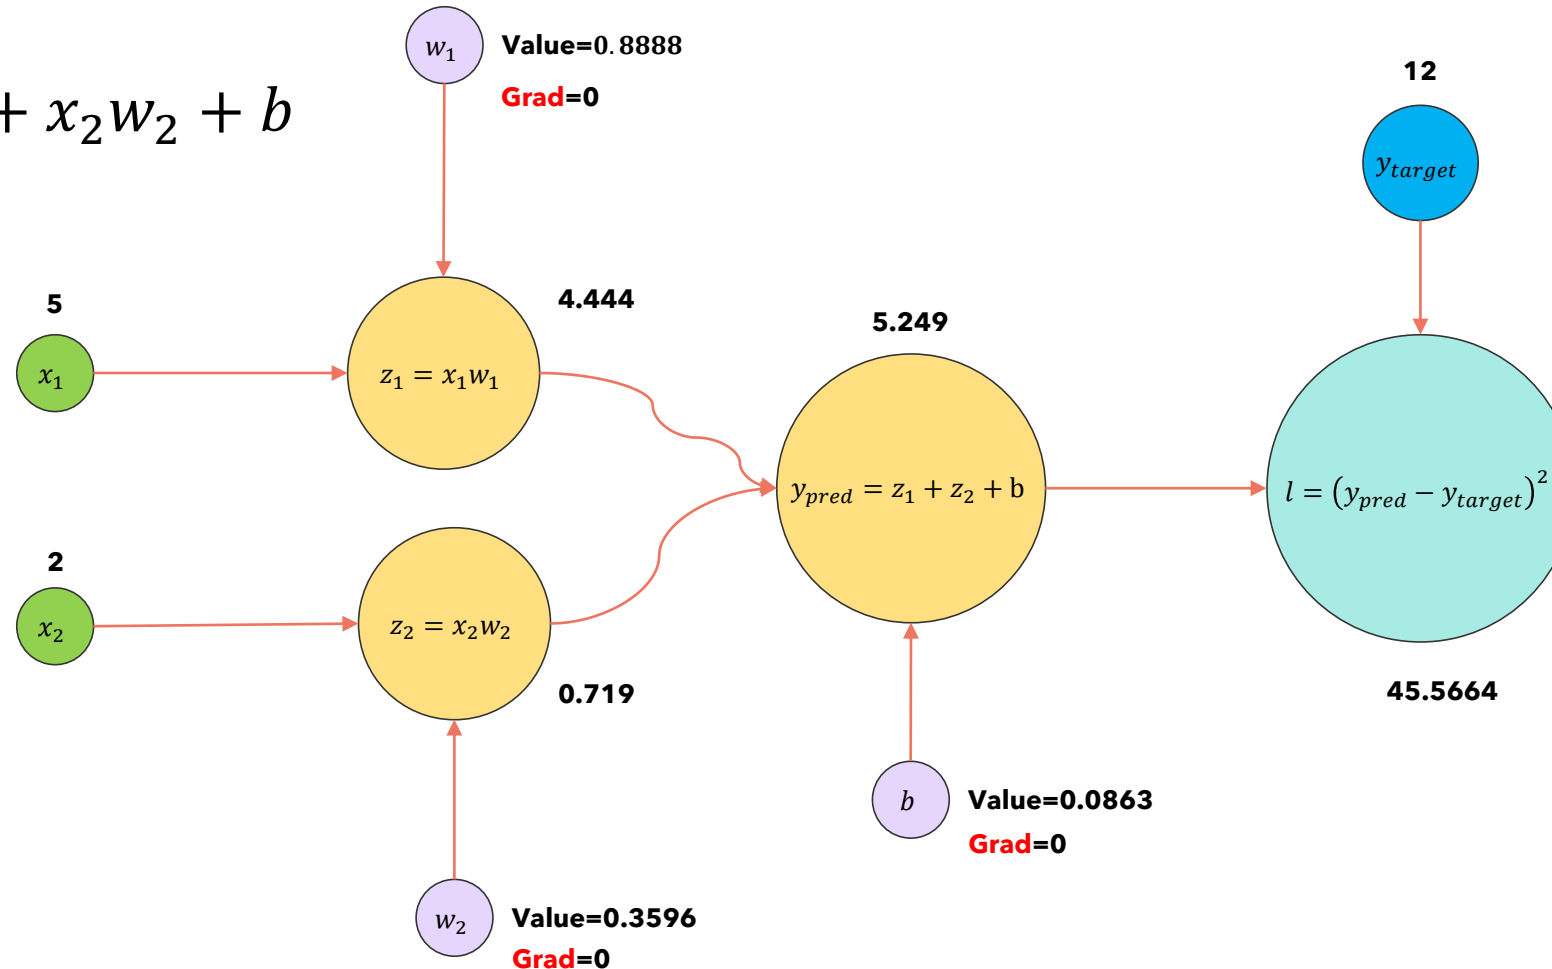 w₁
Value=0.8888
Grad=0
+ x₂w₂ + b
12
y_target
5
x₁
z₁ = x₁w₁
4.444
5.249
y_pred = z₁ + z₂ + b
l = (y_pred − y_target)²
2
x₂
z₂ = x₂w₂
0.719
45.5664
b
Value=0.0863
Grad=0
w₂
Value=0.3596
Grad=0